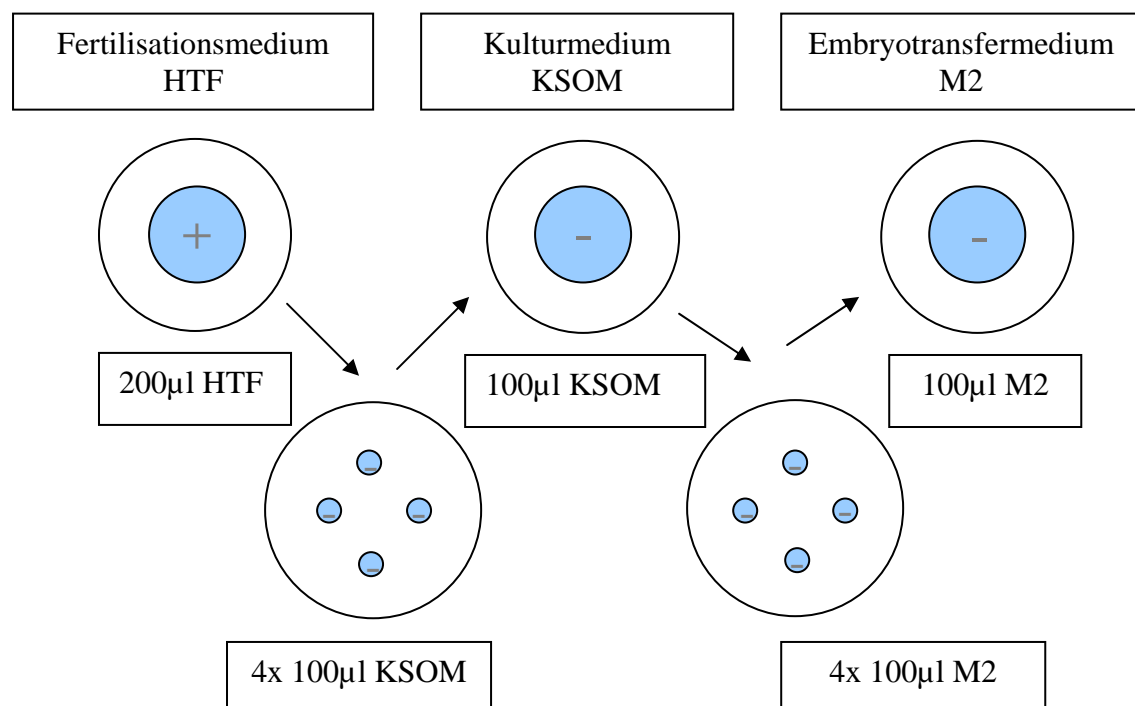 Fertilisationsmedium
HTF
Kulturmedium
KSOM
Embryotransfermedium
M2
+
-
-
200µl HTF
100µl KSOM
100µl M2
-
-
-
-
-
-
-
-
4x 100µl KSOM
4x 100µl M2